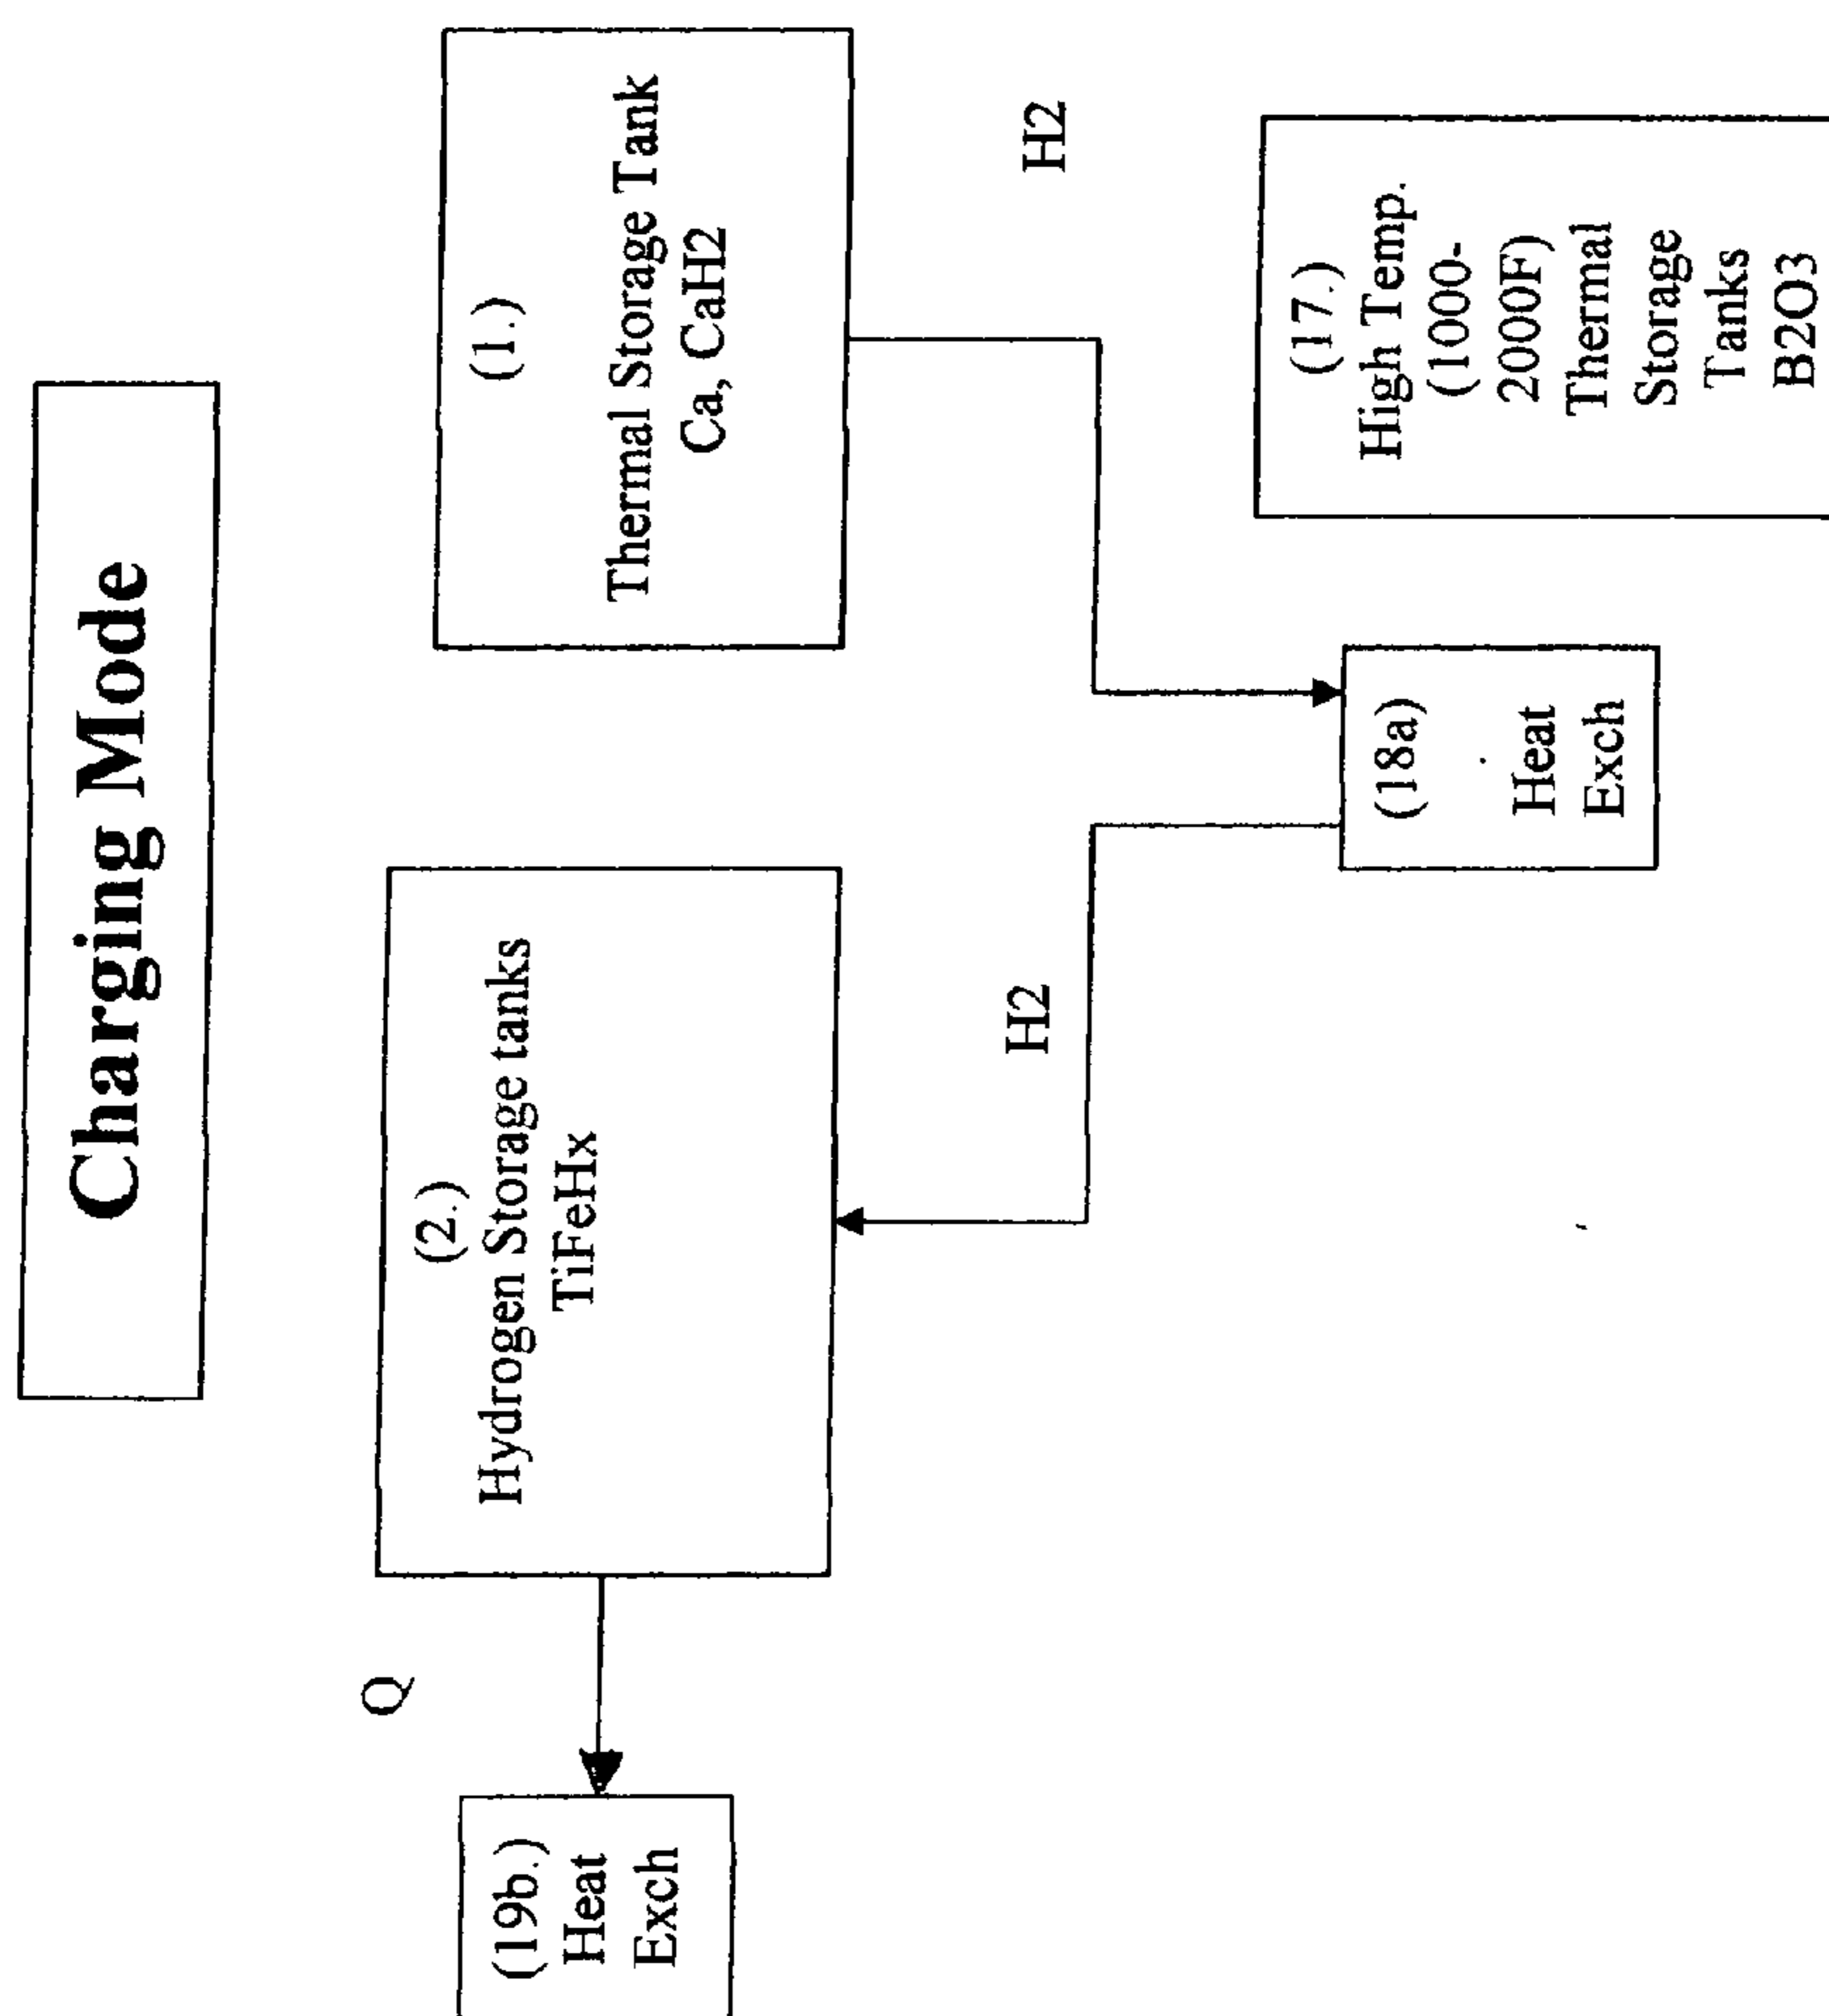 Charging Mode
(19b.)
Heat
Exch
Q
(2.)
Hydrogen Storage tanks
TiFeHx
(1.)
Thermal Storage Tank
Ca, CaH2
H2
H2
(18a)
Heat
Exch
(17.)
High Temp.
(1000-
2000F)
Thermal
Storage
Tanks
B2O3